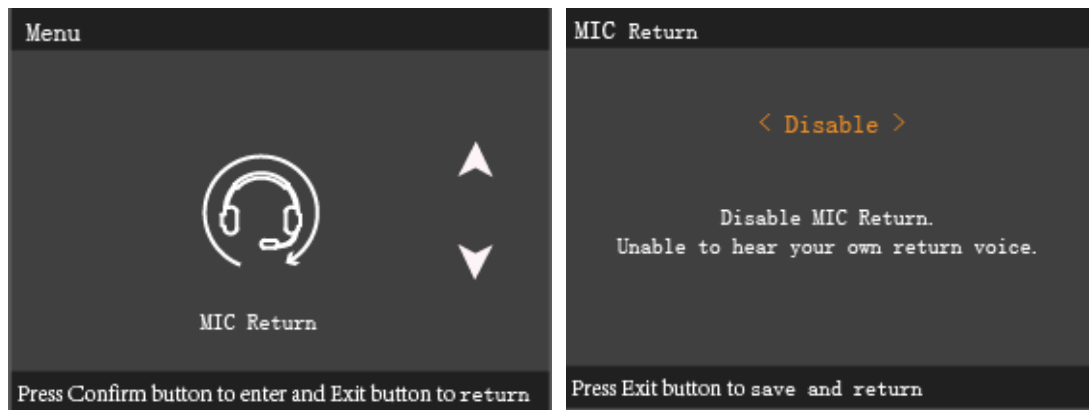 Menu
MIC Return
Press Confirm button to enter and Exit button to return
MIC Return
< Disable >
Disable MIC Return.
Unable to hear your own return voice.
Press Exit button to save and return